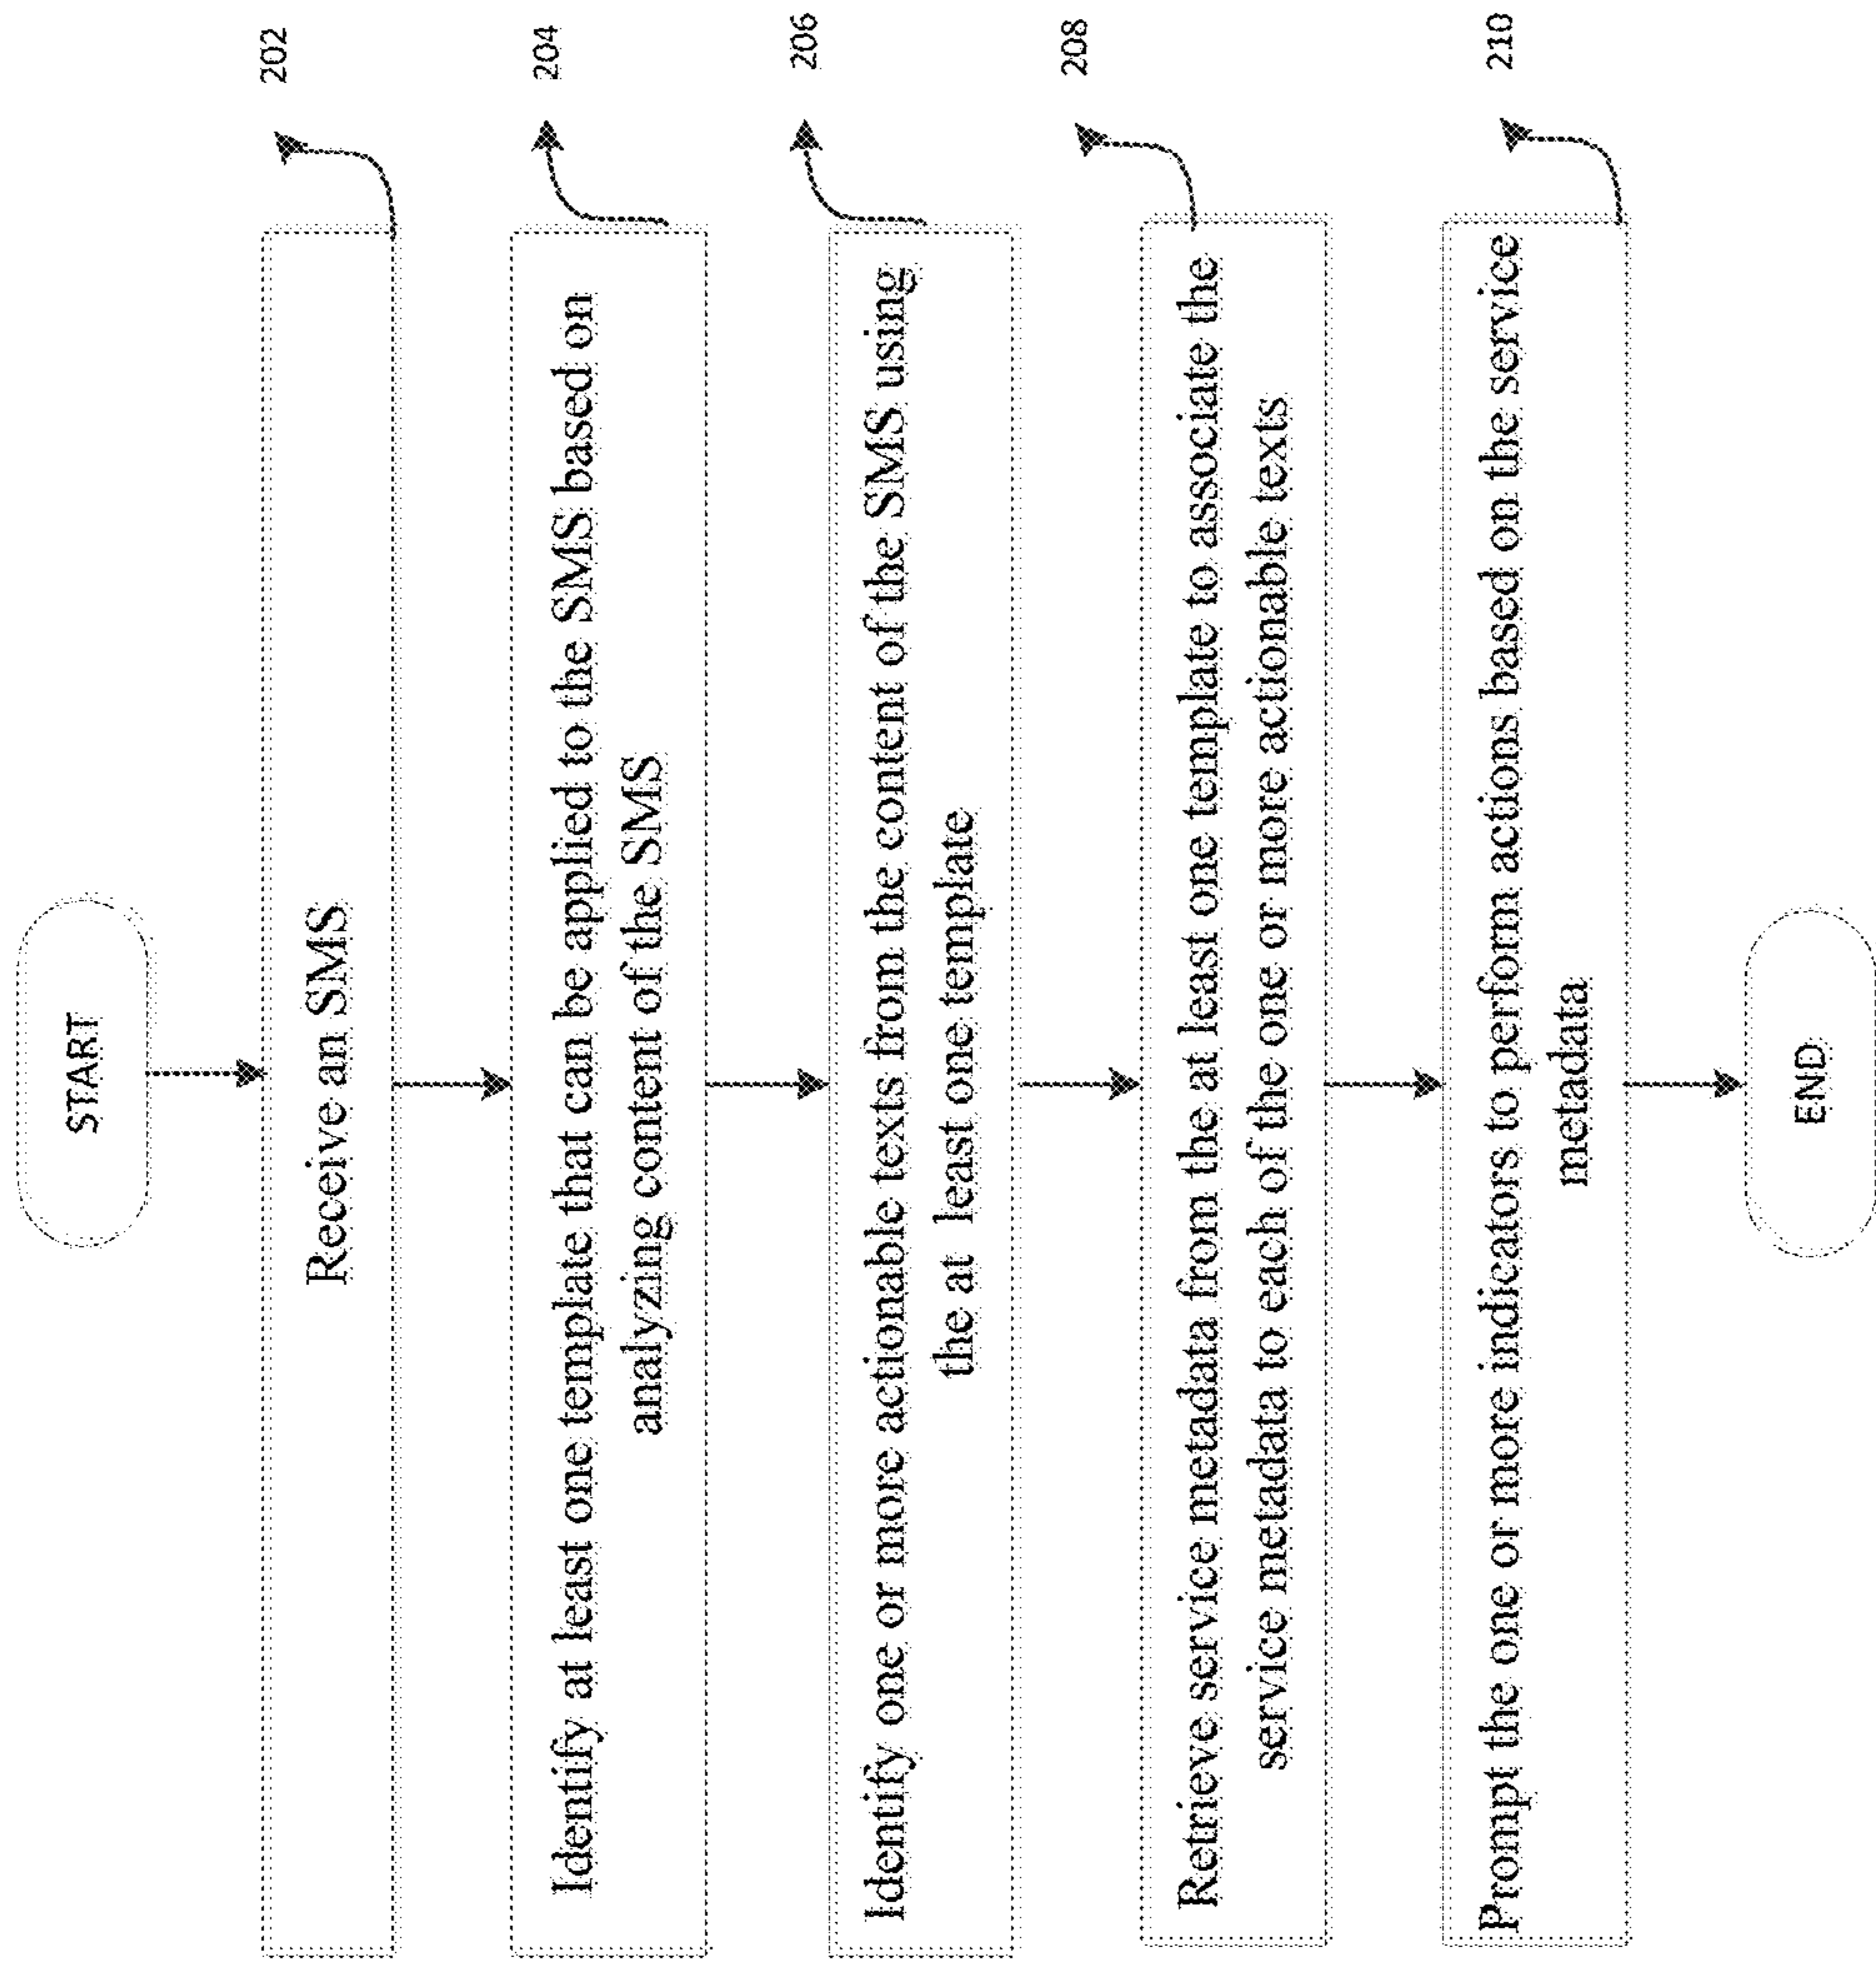 START
202
Receive an SMS
204
Identify at least one template that can be applied to the SMS based on
analyzing content of the SMS
206
Identify one or more actionable texts from the content of the SMS using
the at least one template
208
Retrieve service metadata from the at least one template to associate the
service metadata to each of the one or more actionable texts
210
Prompt the one or more indicators to perform actions based on the service
metadata
END